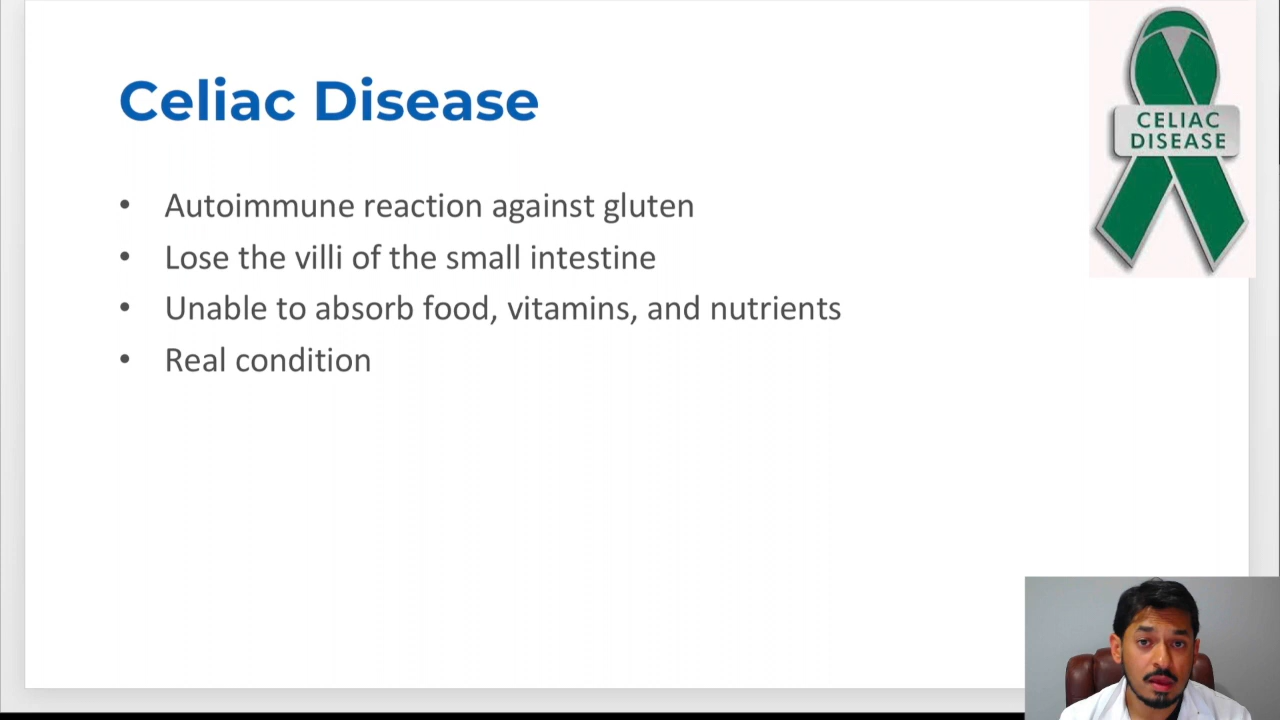 Celiac Disease
CELIAC
DISEASE
• Autoimmune reaction against gluten
• Lose the villi of the small intestine
• Unable to absorb food, vitamins, and nutrients
• Real condition